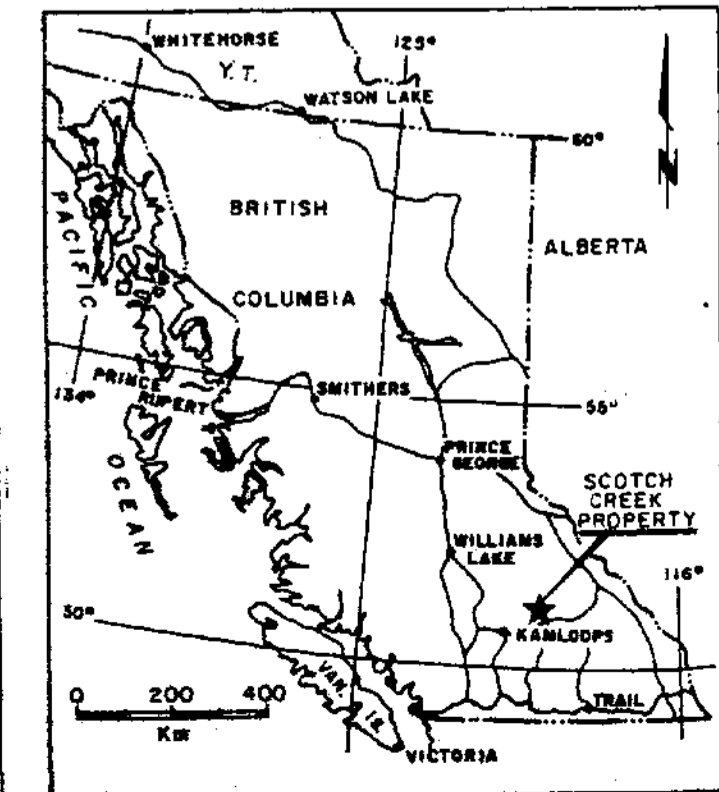 WHITEHORSE
125°
Y.T.
WATSON LAKE
60°
N
BRITISH
PACIFIC
ALBERTA
COLUMBIA
PRINCE
RUPERT
SMITHERS
55°
OCEAN
PRINCE
GEORGE
SCOTCH
CREEK
PROPERTY
WILLIAMS
LAKE
116°
50°
KAMLOOPS
VAN. IS.
0 200 400
Km
TRAIL
VICTORIA